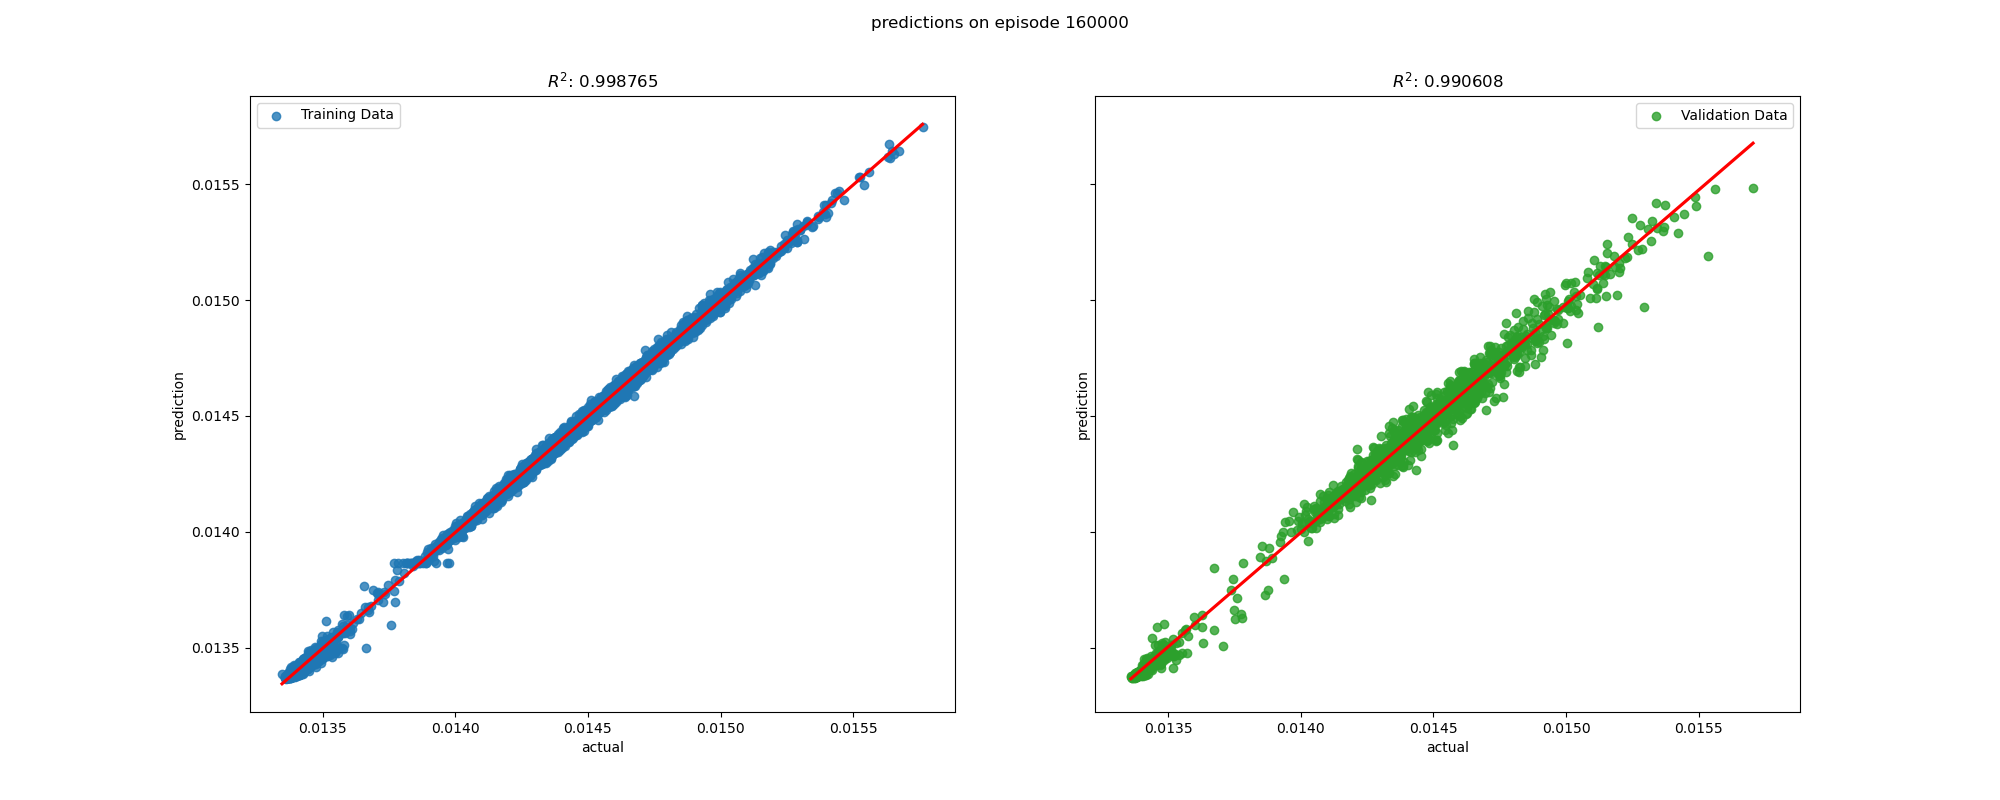 predictions on episode 160000
R²: 0.998765
Training Data
0.0155
0.0150
0.0145
0.0140
0.0135
prediction
0.0135 0.0140 0.0145 0.0150 0.0155
actual
R²: 0.990608
Validation Data
prediction
0.0135 0.0140 0.0145 0.0150 0.0155
actual